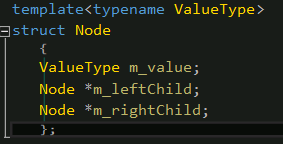 template<typename ValueType>
struct Node
{
ValueType m_value;
Node *m_leftChild;
Node *m_rightChild;
};